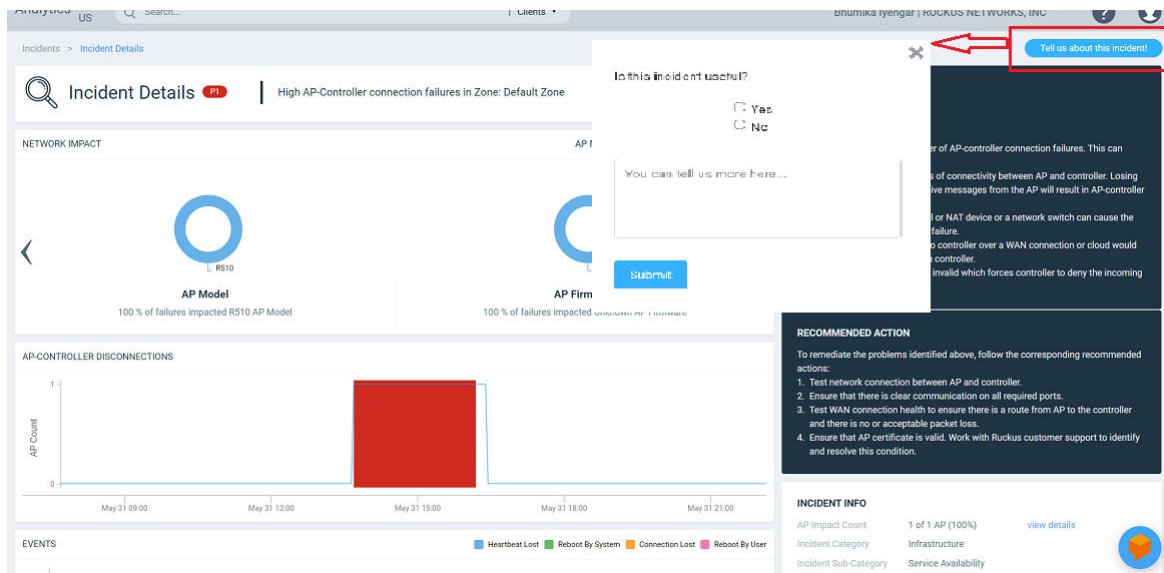 Analytics US
Search...
Clients
Bhumika Iyengar | RUCKUS NETWORKS, INC
?
Incidents > Incident Details
Tell us about this incident!
Incident Details P1
High AP-Controller connection failures in Zone: Default Zone
Is this incident useful?
Yes
No
You can tell us more here...
Submit
NETWORK IMPACT
AP
R510
AP Model
100 % of failures impacted R510 AP Model
AP Firm
100 % of failures impacted Unknown AP Firmware
er of AP-controller connection failures. This can
s of connectivity between AP and controller. Losing
ive messages from the AP will result in AP-controller
l or NAT device or a network switch can cause the
failure.
o controller over a WAN connection or cloud would
controller.
invalid which forces controller to deny the incoming
RECOMMENDED ACTION
To remediate the problems identified above, follow the corresponding recommended
actions:
1. Test network connection between AP and controller.
2. Ensure that there is clear communication on all required ports.
3. Test WAN connection health to ensure there is a route from AP to the controller
and there is no or acceptable packet loss.
4. Ensure that AP certificate is valid. Work with Ruckus customer support to identify
and resolve this condition.
AP-CONTROLLER DISCONNECTIONS
1
AP Count
0
May 31 09:00
May 31 12:00
May 31 15:00
May 31 18:00
May 31 21:00
INCIDENT INFO
AP Impact Count 1 of 1 AP (100%) view details
Incident Category Infrastructure
Incident Sub-Category Service Availability
EVENTS
Heartbeat Lost Reboot By System Connection Lost Reboot By User